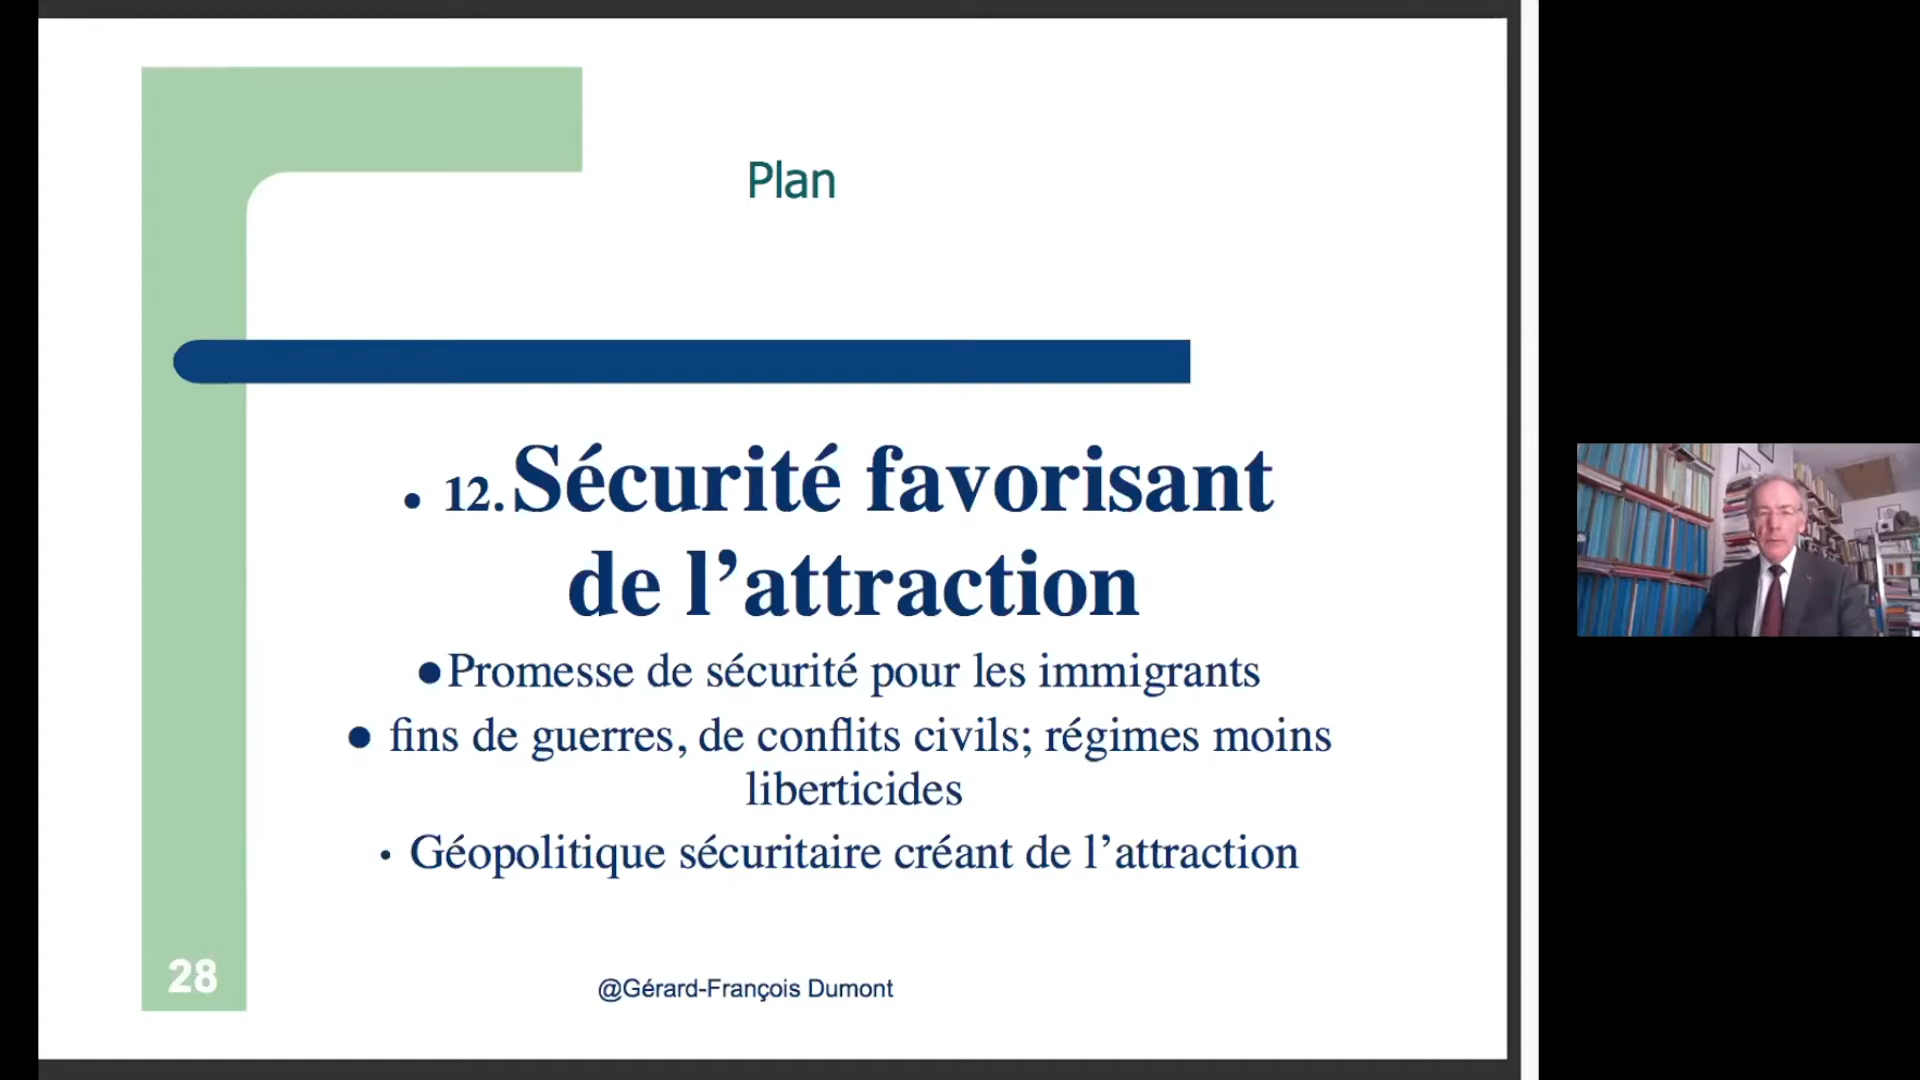 Plan
• 12. Sécurité favorisant
de l’attraction
●Promesse de sécurité pour les immigrants
● fins de guerres, de conflits civils; régimes moins
liberticides
• Géopolitique sécuritaire créant de l’attraction
28
@Gérard-François Dumont